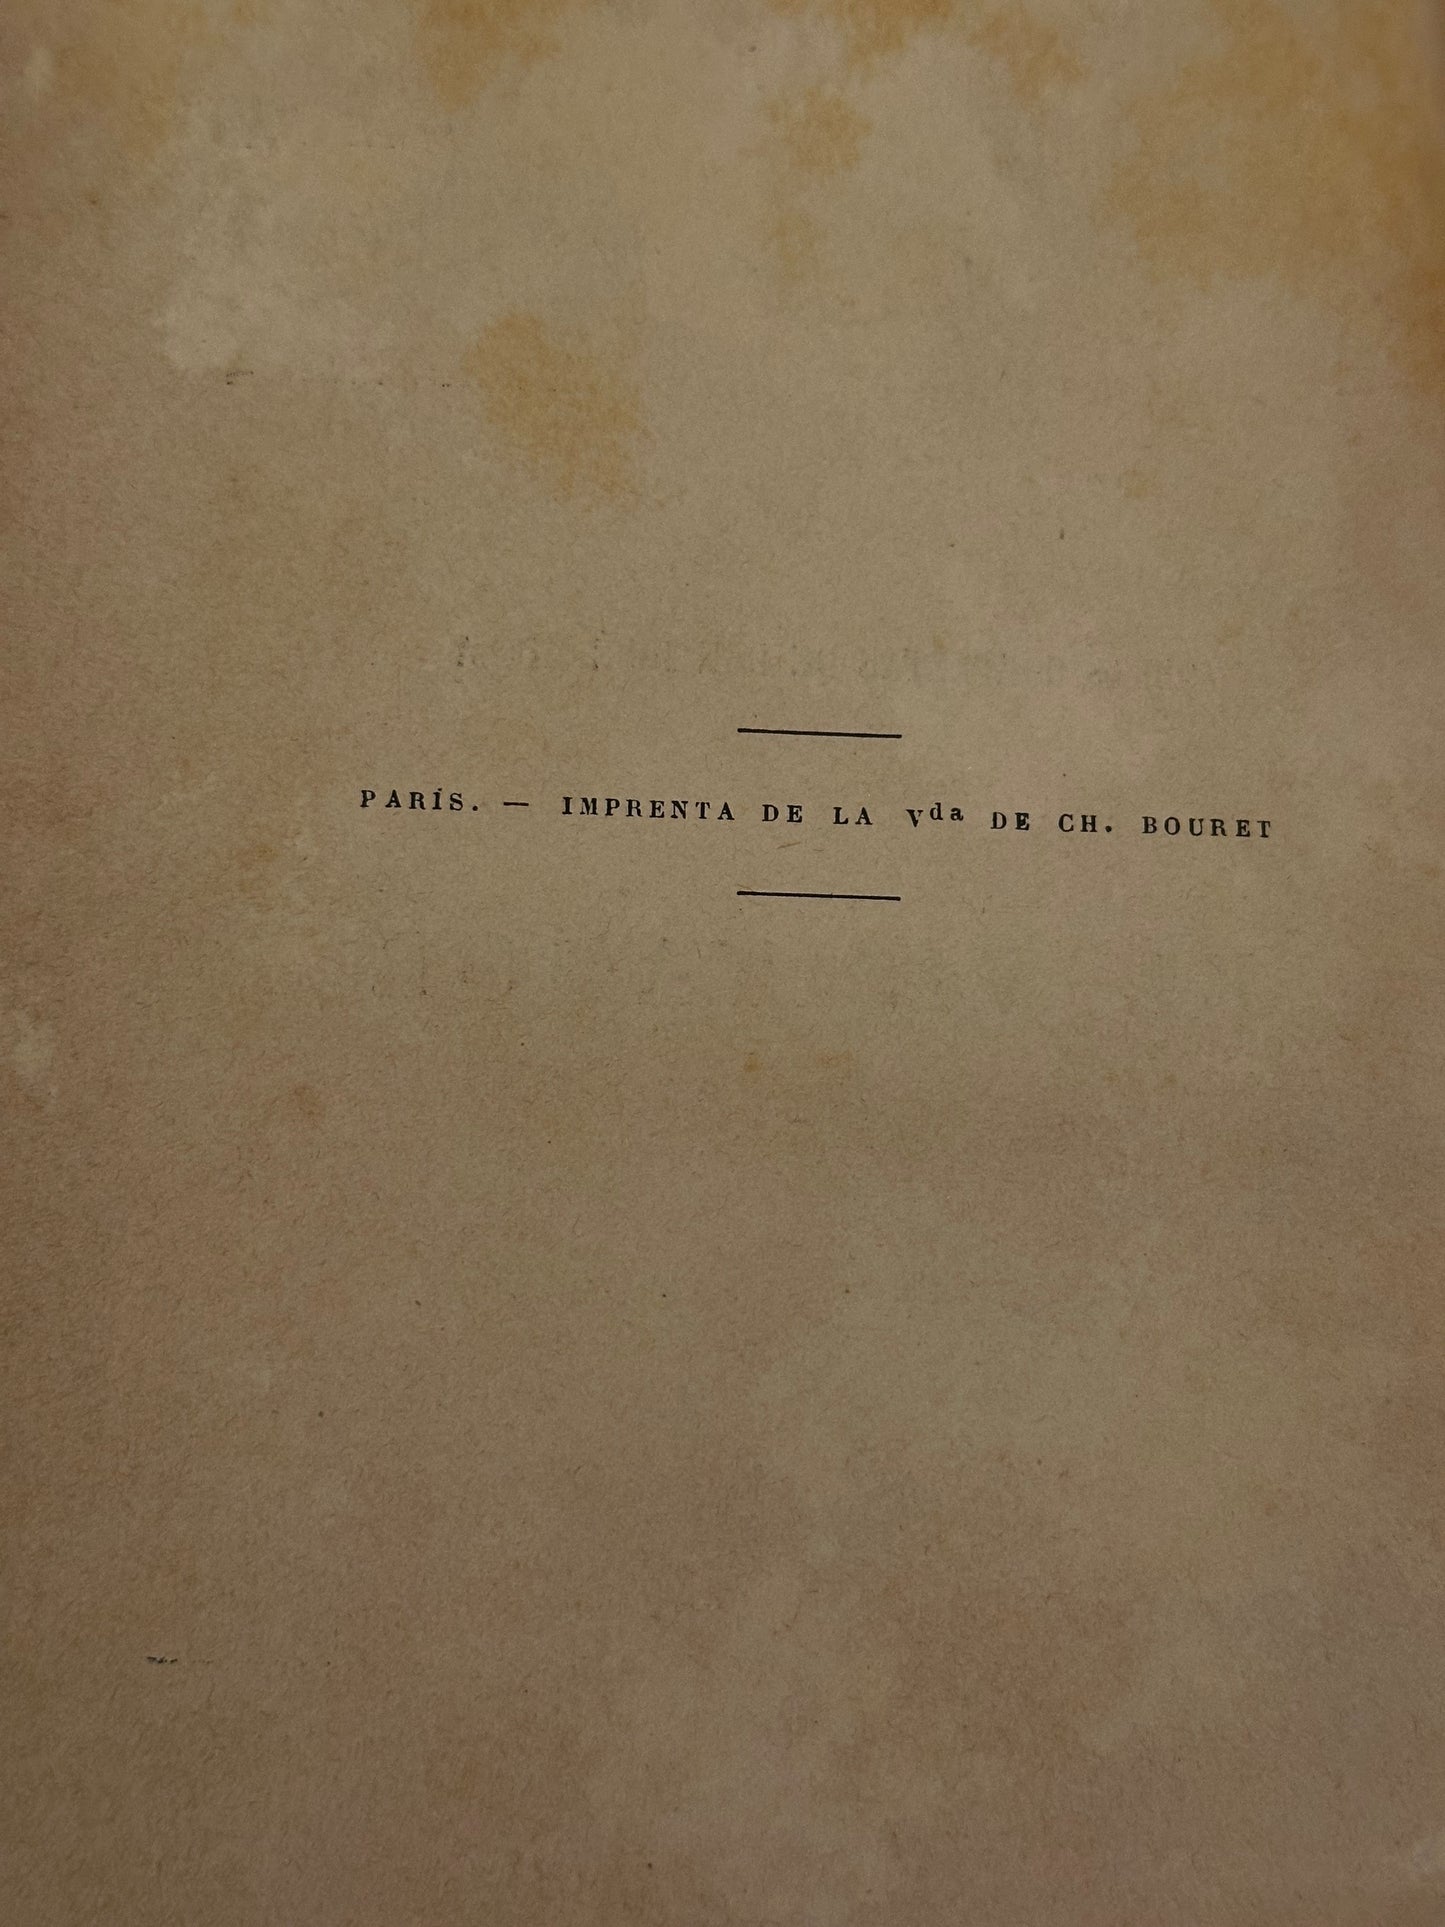 PARÍS. — IMPRENTA DE LA Vda DE CH. BOURET